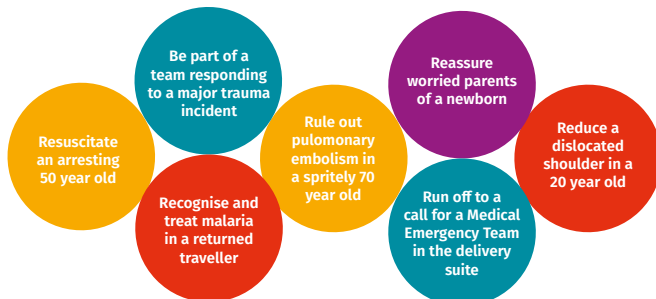 Resuscitate
an arresting
50 year old
Be part of a
team responding
to a major trauma
incident
Recognise and
treat malaria
in a returned
traveller
Rule out
pulomonary
embolism in
a spritely 70
year old
Reassure
worried parents
of a newborn
Run off to a
call for a Medical
Emergency Team
in the delivery
suite
Reduce a
dislocated
shoulder in a
20 year old